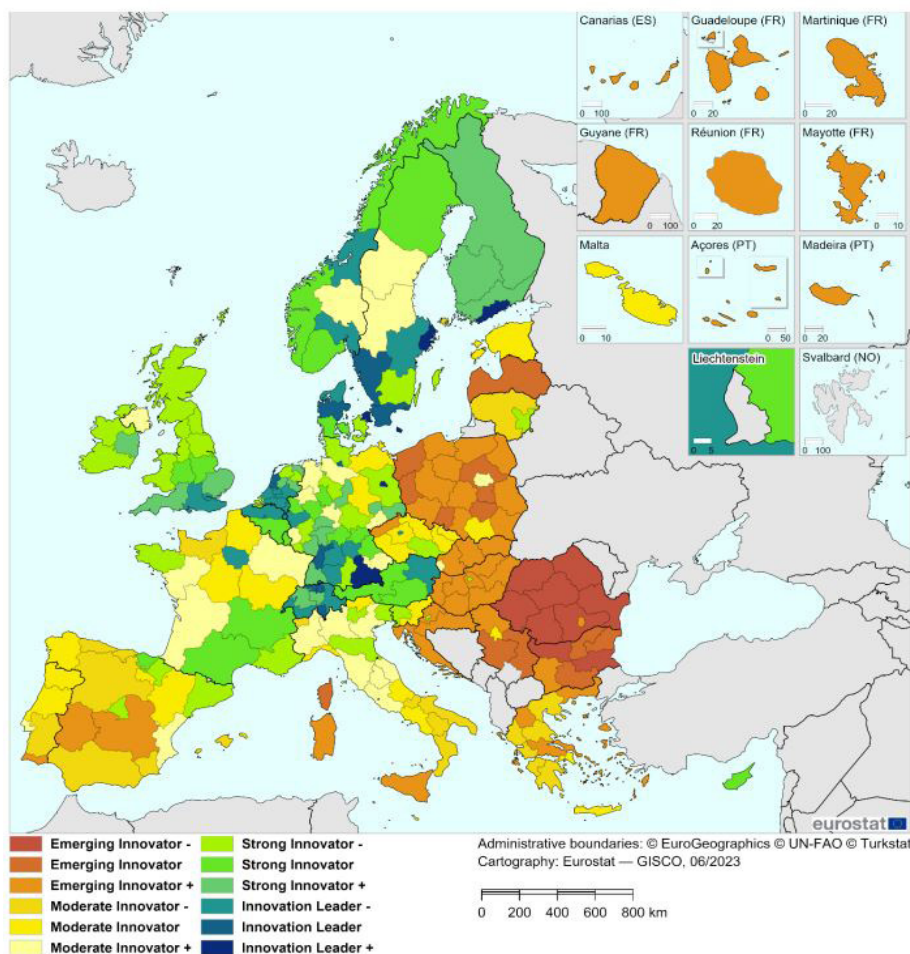 Canarias (ES)
Guadeloupe (FR)
Martinique (FR)
0 100
0 20
0 20
Guyane (FR)
Réunion (FR)
Mayotte (FR)
0 100
0 20
0 10
Malta
Açores (PT)
Madeira (PT)
0 10
0 50
0 20
Liechtenstein
Svalbard (NO)
0 5
0 100
eurostat
Emerging Innovator -
Emerging Innovator
Emerging Innovator +
Moderate Innovator -
Moderate Innovator
Moderate Innovator +
Strong Innovator -
Strong Innovator
Strong Innovator +
Innovation Leader -
Innovation Leader
Innovation Leader +
Administrative boundaries: © EuroGeographics © UN-FAO © Turkstat
Cartography: Eurostat — GISCO, 06/2023
0 200 400 600 800 km